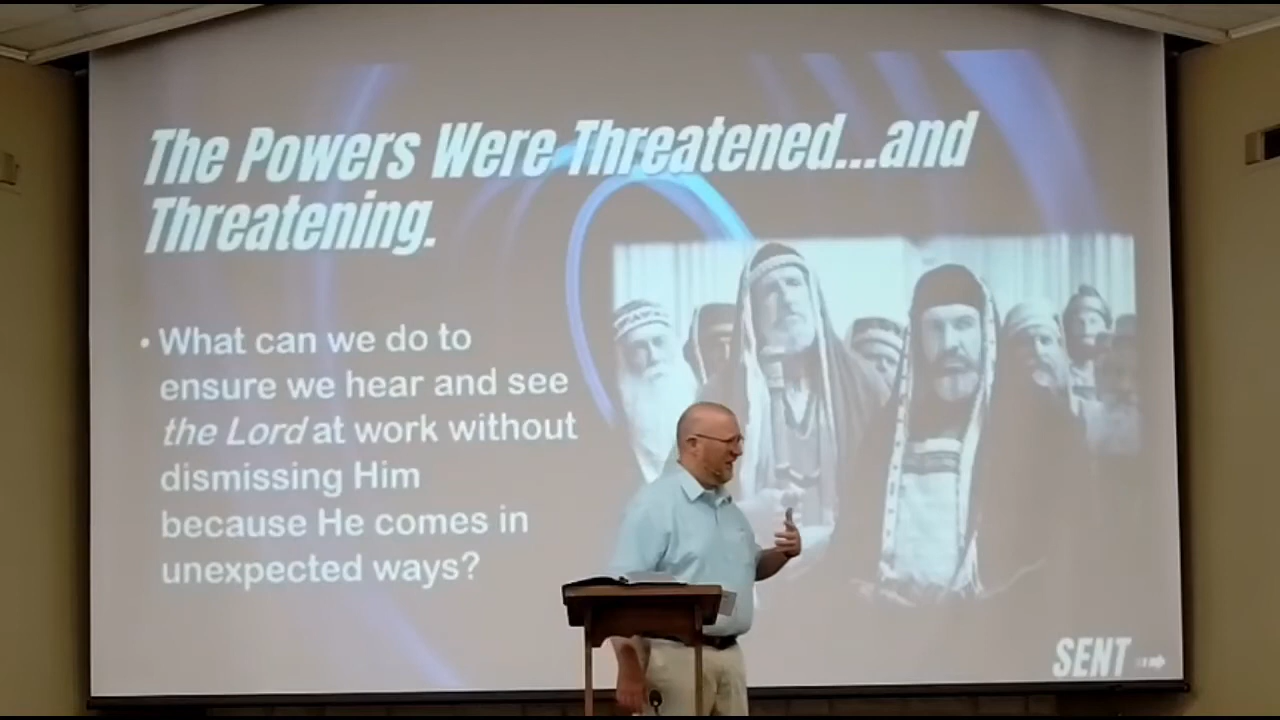 The Powers Were Threatened...and
Threatening.
• What can we do to
ensure we hear and see
the Lord at work without
dismissing Him
because He comes in
unexpected ways?
SENT